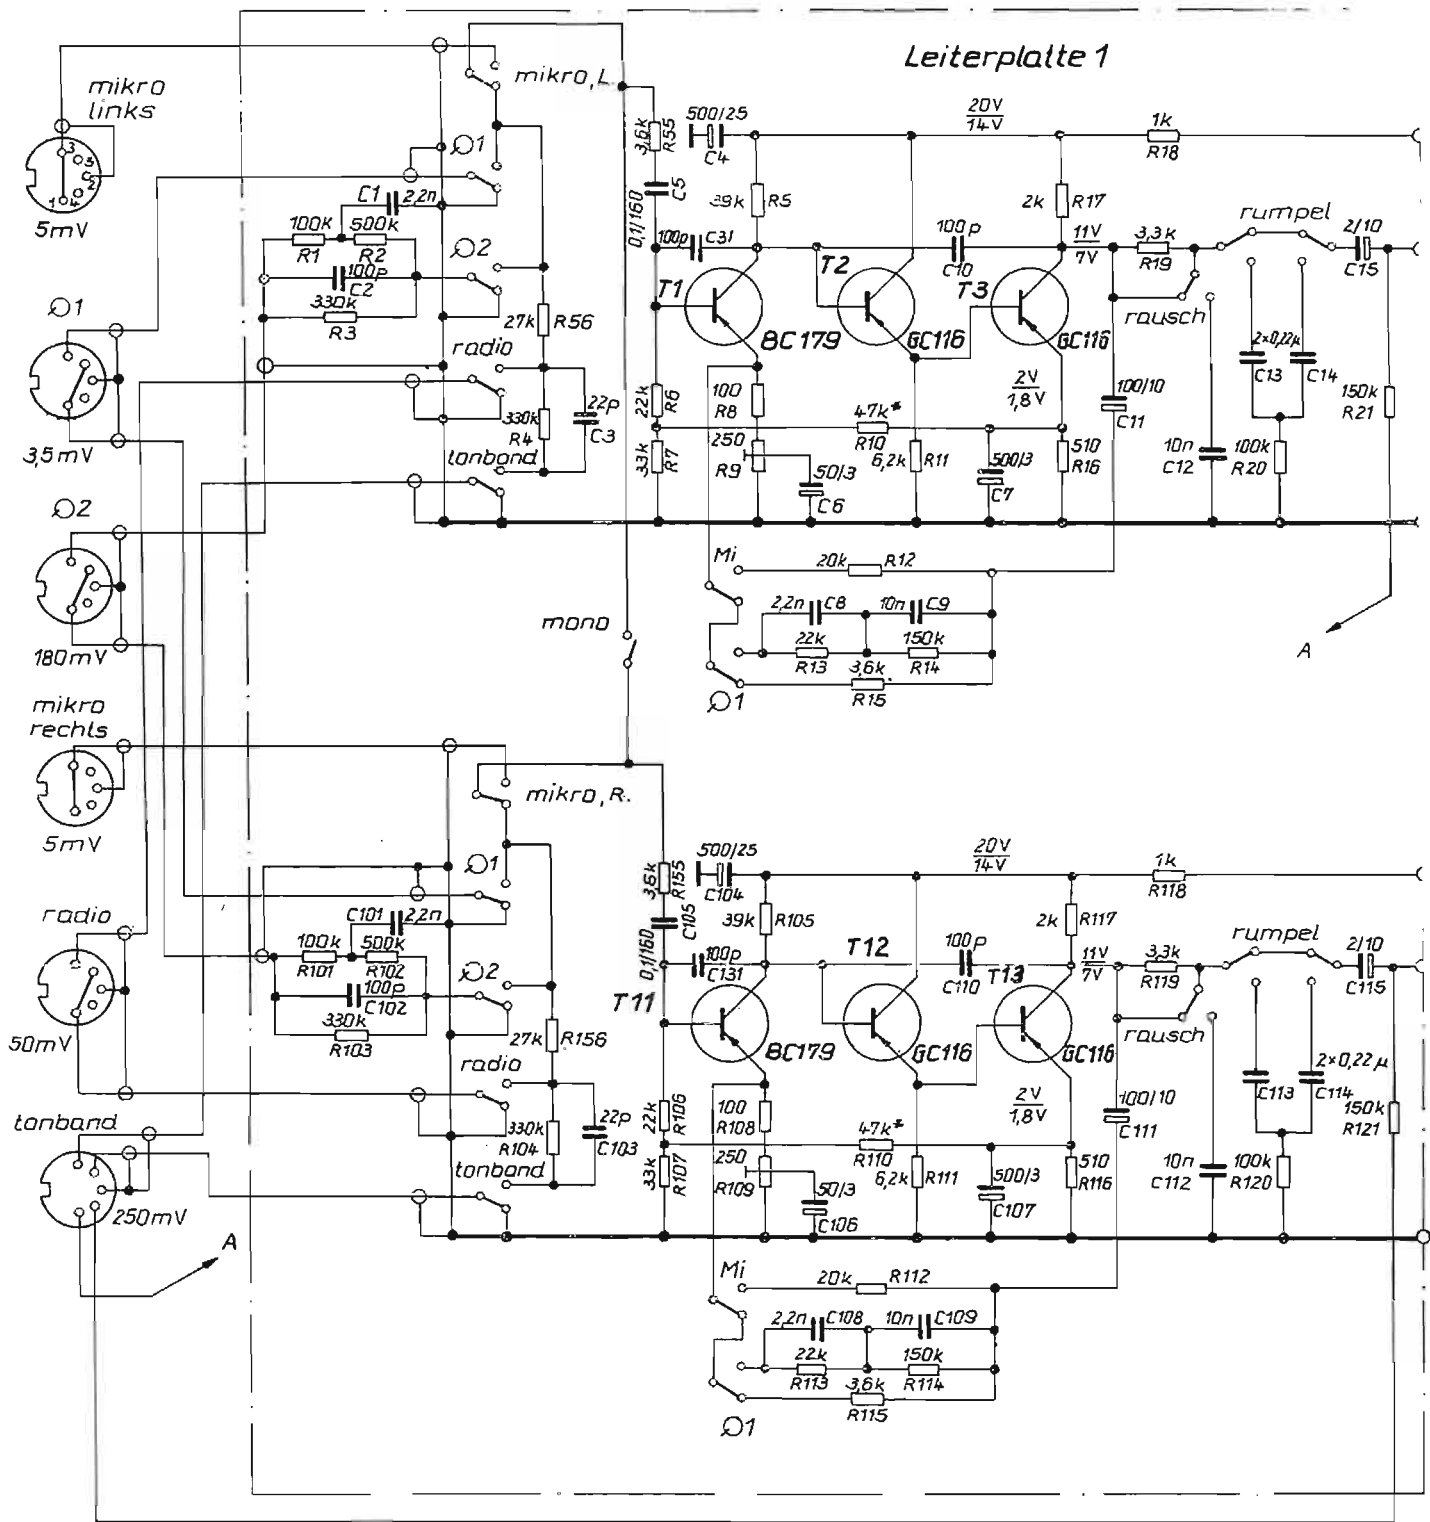 Leiterplatte 1
mikro
links
3
5
2
1
4
5mV
mikro, L.
Ω1
C1
2,2n
100k
R1
500k
R2
100p
C2
330k
R3
Ω2
27k
R56
radio
330k
R4
22p
C3
tonband
3,6k
R55
0,1/160
C5
500/25
C4
39k
R5
100p
C31
T1
BC179
22k
R6
33k
R7
100
R8
250
R9
50/3
C6
T2
GC116
47k*
R10
6,2k
R11
20V
14V
100p
C10
T3
GC116
2k
R17
11V
7V
2V
1,8V
500/3
C7
510
R16
1k
R18
3,3k
R19
rausch
rumpel
2/10
C15
2x0,22µ
C13
C14
100/10
C11
10n
C12
100k
R20
150k
R21
A
Ω1
3,5mV
Ω2
180mV
mono
Mi
20k
R12
2,2n
C8
10n
C9
22k
R13
150k
R14
3,6k
R15
Ω1
mikro
rechts
5mV
mikro, R.
radio
50mV
tonband
250mV
A
Ω1
C101
2,2n
100k
R101
500k
R102
100p
C102
330k
R103
Ω2
27k
R156
radio
330k
R104
22p
C103
tonband
3,6k
R155
0,1/160
C105
500/25
C104
39k
R105
100p
C131
T11
BC179
22k
R106
33k
R107
100
R108
250
R109
50/3
C106
T12
GC116
47k*
R110
6,2k
R111
20V
14V
100p
C110
T13
GC116
2k
R117
11V
7V
2V
1,8V
500/3
C107
510
R116
1k
R118
3,3k
R119
rausch
rumpel
2/10
C115
2x0,22µ
C113
C114
100/10
C111
10n
C112
100k
R120
150k
R121
Mi
20k
R112
2,2n
C108
10n
C109
22k
R113
150k
R114
3,6k
R115
Ω1